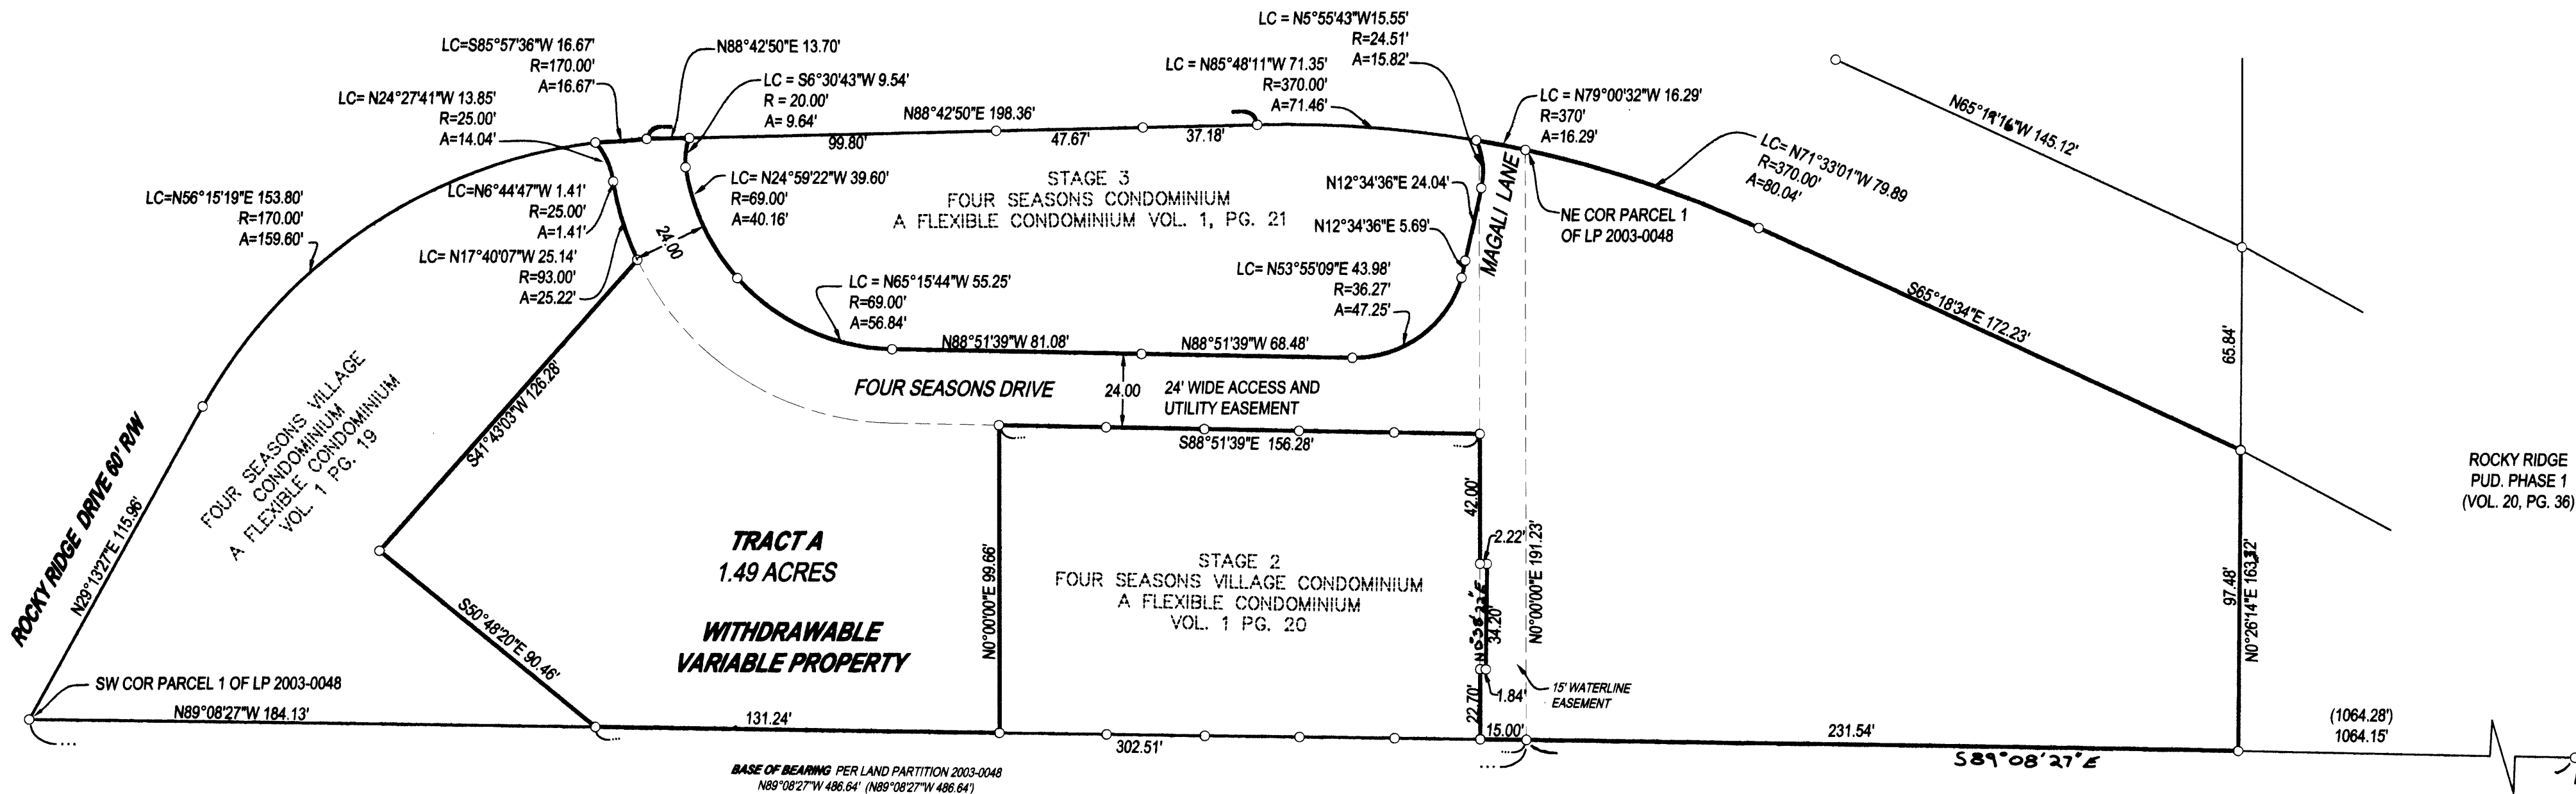 LC = N5°55'43"W15.55'
R=24.51'
A=15.82'
LC=S85°57'36"W 16.67'
R=170.00'
A=16.67'
N88°42'50"E 13.70'
LC = S6°30'43"W 9.54'
R = 20.00'
A= 9.64'
LC = N85°48'11"W 71.35'
R=370.00'
A=71.46'
LC= N24°27'41"W 13.85'
R=25.00'
A=14.04'
N88°42'50"E 198.36'
99.80'
47.67'
37.18'
LC = N79°00'32"W 16.29'
R=370'
A=16.29'
LC= N71°33'01"W 79.89
R=370.00'
A=80.04'
145.12'
LC=N56°15'19"E 153.80'
R=170.00'
A=159.60'
LC=N6°44'47"W 1.41'
R=25.00'
A=1.41'
LC= N17°40'07"W 25.14'
R=93.00'
A=25.22'
24.00
LC= N24°59'22"W 39.60'
R=69.00'
A=40.16'
STAGE 3
FOUR SEASONS CONDOMINIUM
A FLEXIBLE CONDOMINIUM VOL. 1, PG. 21
N12°34'36"E 24.04'
N12°34'36"E 5.69'
MAGALI LANE
NE COR PARCEL 1
OF LP 2003-0048
LC = N65°15'44"W 55.25'
R=69.00'
A=56.84'
LC= N53°55'09"E 43.98'
R=36.27'
A=47.25'
S65°18'34"E 172.23'
65.84'
N88°51'39"W 81.08'
N88°51'39"W 68.48'
FOUR SEASONS DRIVE
24.00
24' WIDE ACCESS AND
UTILITY EASEMENT
S88°51'39"E 156.28'
ROCKY RIDGE DRIVE 60' R/W
N29°13'27"E 115.96'
FOUR SEASONS VILLAGE
CONDOMINIUM
A FLEXIBLE CONDOMINIUM
VOL. 1 PG. 19
S41°43'03"W 126.28'
S50°48'20"E 90.46'
TRACT A
1.49 ACRES
WITHDRAWABLE
VARIABLE PROPERTY
N0°00'00"E 99.66'
STAGE 2
FOUR SEASONS VILLAGE CONDOMINIUM
A FLEXIBLE CONDOMINIUM
VOL. 1 PG. 20
42.00'
2.22'
34.20'
N0°00'00"E 191.23'
1.84'
22.70'
15' WATERLINE
EASEMENT
97.48'
N0°26'14"E
ROCKY RIDGE
PUD. PHASE 1
(VOL. 20, PG. 36)
SW COR PARCEL 1 OF LP 2003-0048
N89°08'27"W 184.13'
131.24'
302.51'
15.00'
231.54'
S89°08'27"E
(1064.28')
1064.15'
BASE OF BEARING PER LAND PARTITION 2003-0048
N89°08'27"W 486.64' (N89°08'27"W 486.64')